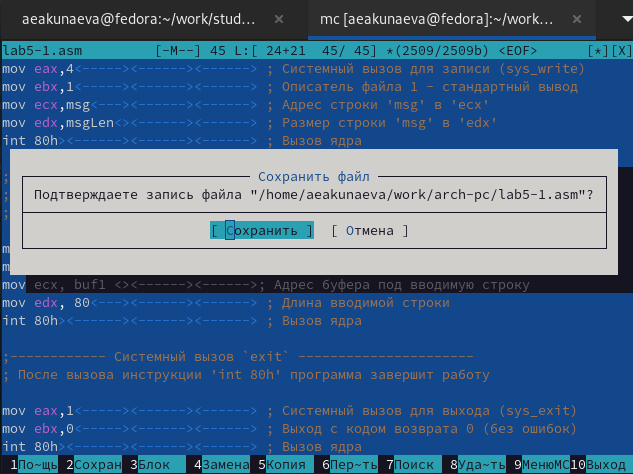 aeakunaeva@fedora:~/work/stud…
mc [aeakunaeva@fedora]:~/work…
lab5-1.asm [-M--] 45 L:[ 24+21 45/ 45] *(2509/2509b) <EOF> [*][X]
mov eax,4<-----><-----><------> ; Системный вызов для записи (sys_write)
mov ebx,1<-----><-----><------> ; Описатель файла 1 - стандартный вывод
mov ecx,msg<---><------><------> ; Адрес строки 'msg' в 'ecx'
mov edx,msgLen<><------><------> ; Размер строки 'msg' в 'edx'
int 80h><------><------><------> ; Вызов ядра
;
Сохранить файл
; Подтверждаете запись файла "/home/aeakunaeva/work/arch-pc/lab5-1.asm"?
;
[ Сохранить ] [ Отмена ]
m
m
mov ecx, buf1 <><------><------>; Адрес буфера под вводимую строку
mov edx, 80<---><------><------> ; Длина вводимой строки
int 80h><------><------><------> ; Вызов ядра
;------------ Системный вызов `exit` ----------------------
; После вызова инструкции 'int 80h' программа завершит работу
mov eax,1<-----><-----><------> ; Системный вызов для выхода (sys_exit)
mov ebx,0<-----><-----><------> ; Выход с кодом возврата 0 (без ошибок)
int 80h><------><------><------> ; Вызов ядра
1По~щь 2Сохран 3Блок 4Замена 5Копия 6Пер~ть 7Поиск 8Уда~ть 9МенюМС 10Выход